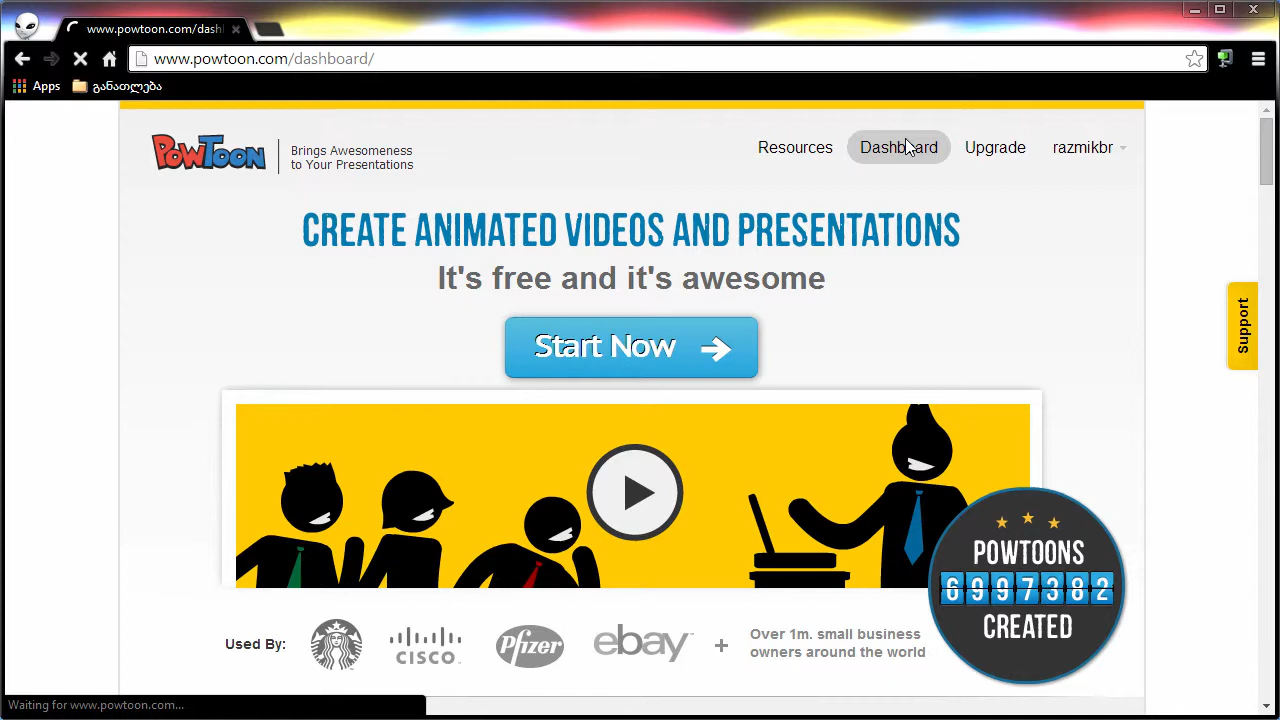 www.powtoon.com/dash
www.powtoon.com/dashboard/
Apps
განათლება
PowToon
Brings Awesomeness
to Your Presentations
Resources
Dashboard
Upgrade
razmikbr
CREATE ANIMATED VIDEOS AND PRESENTATIONS
It's free and it's awesome
Start Now
Support
POWTOONS
6997382
CREATED
Used By:
CISCO
Pfizer
ebay
+
Over 1m. small business
owners around the world
Waiting for www.powtoon.com...